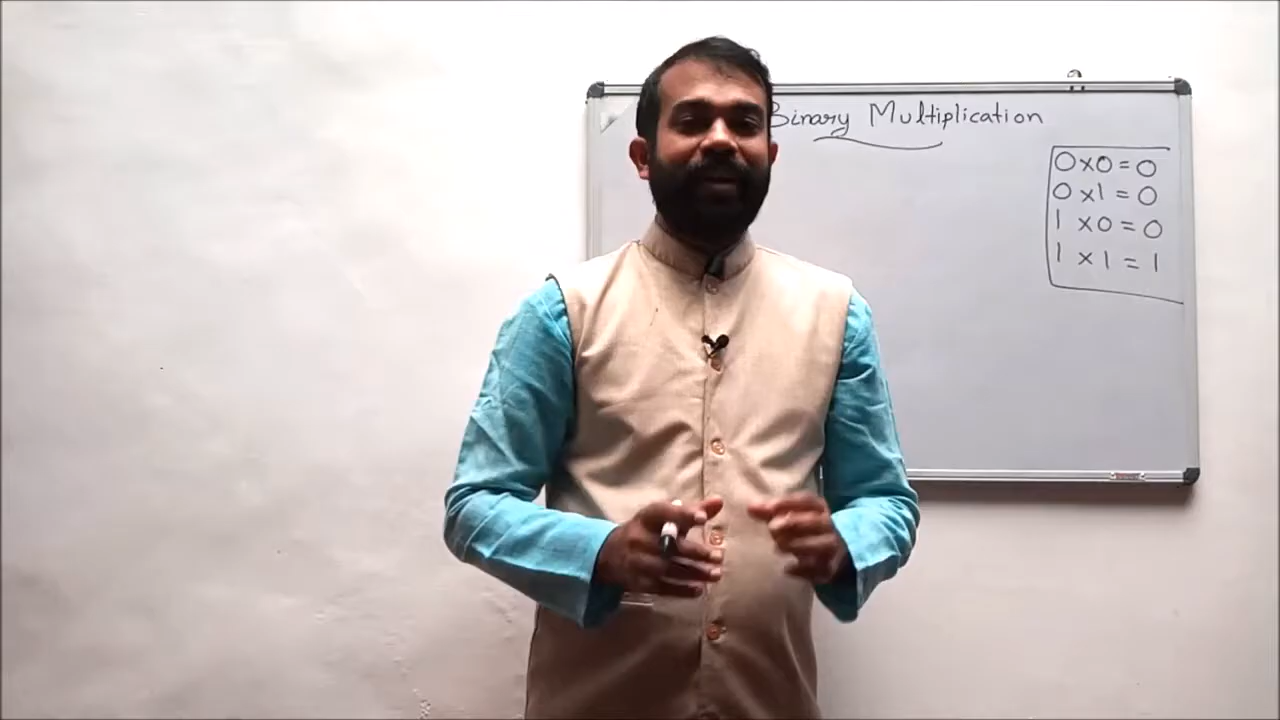 Binary Multiplication
0 x 0 = 0
0 x 1 = 0
1 x 0 = 0
1 x 1 = 1